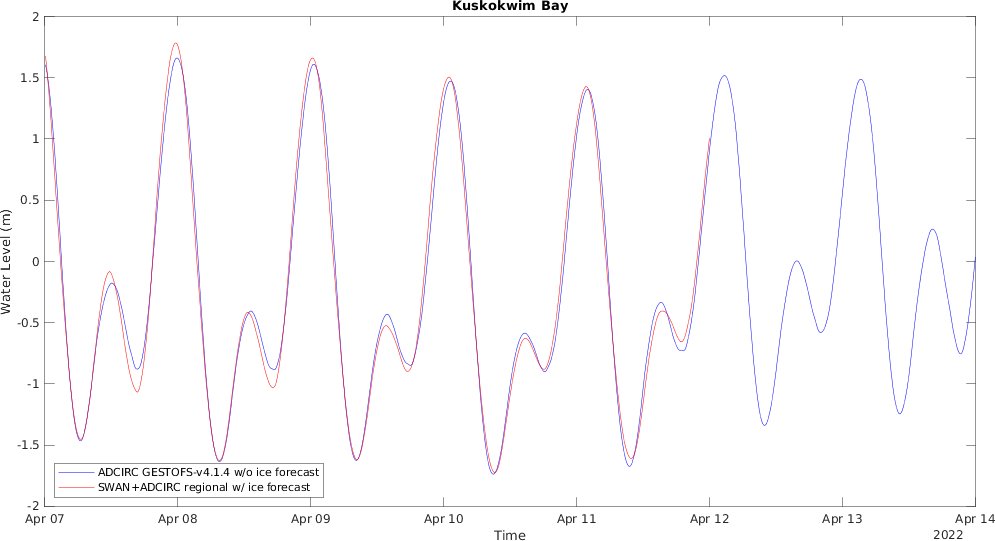 Kuskokwim Bay
2
1.5
1
0.5
0
-0.5
-1
-1.5
-2
Water Level (m)
ADCIRC GESTOFS-v4.1.4 w/o ice forecast
SWAN+ADCIRC regional w/ ice forecast
Apr 07 Apr 08 Apr 09 Apr 10 Apr 11 Apr 12 Apr 13 Apr 14
Time
2022